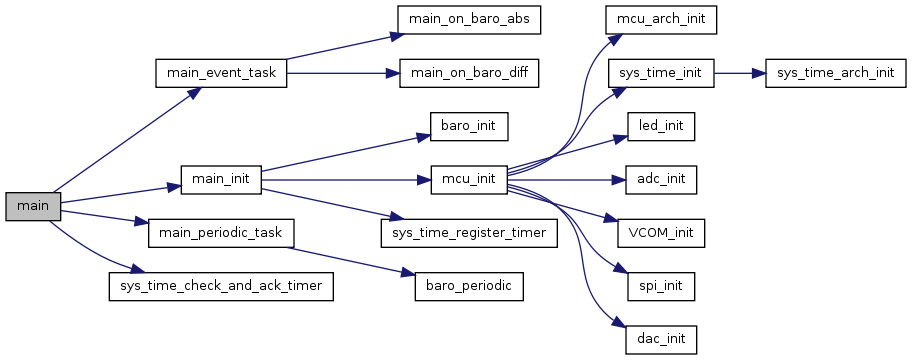 main
main_event_task
main_on_baro_abs
main_on_baro_diff
main_init
baro_init
mcu_init
mcu_arch_init
sys_time_init
sys_time_arch_init
led_init
adc_init
VCOM_init
spi_init
dac_init
sys_time_register_timer
main_periodic_task
baro_periodic
sys_time_check_and_ack_timer